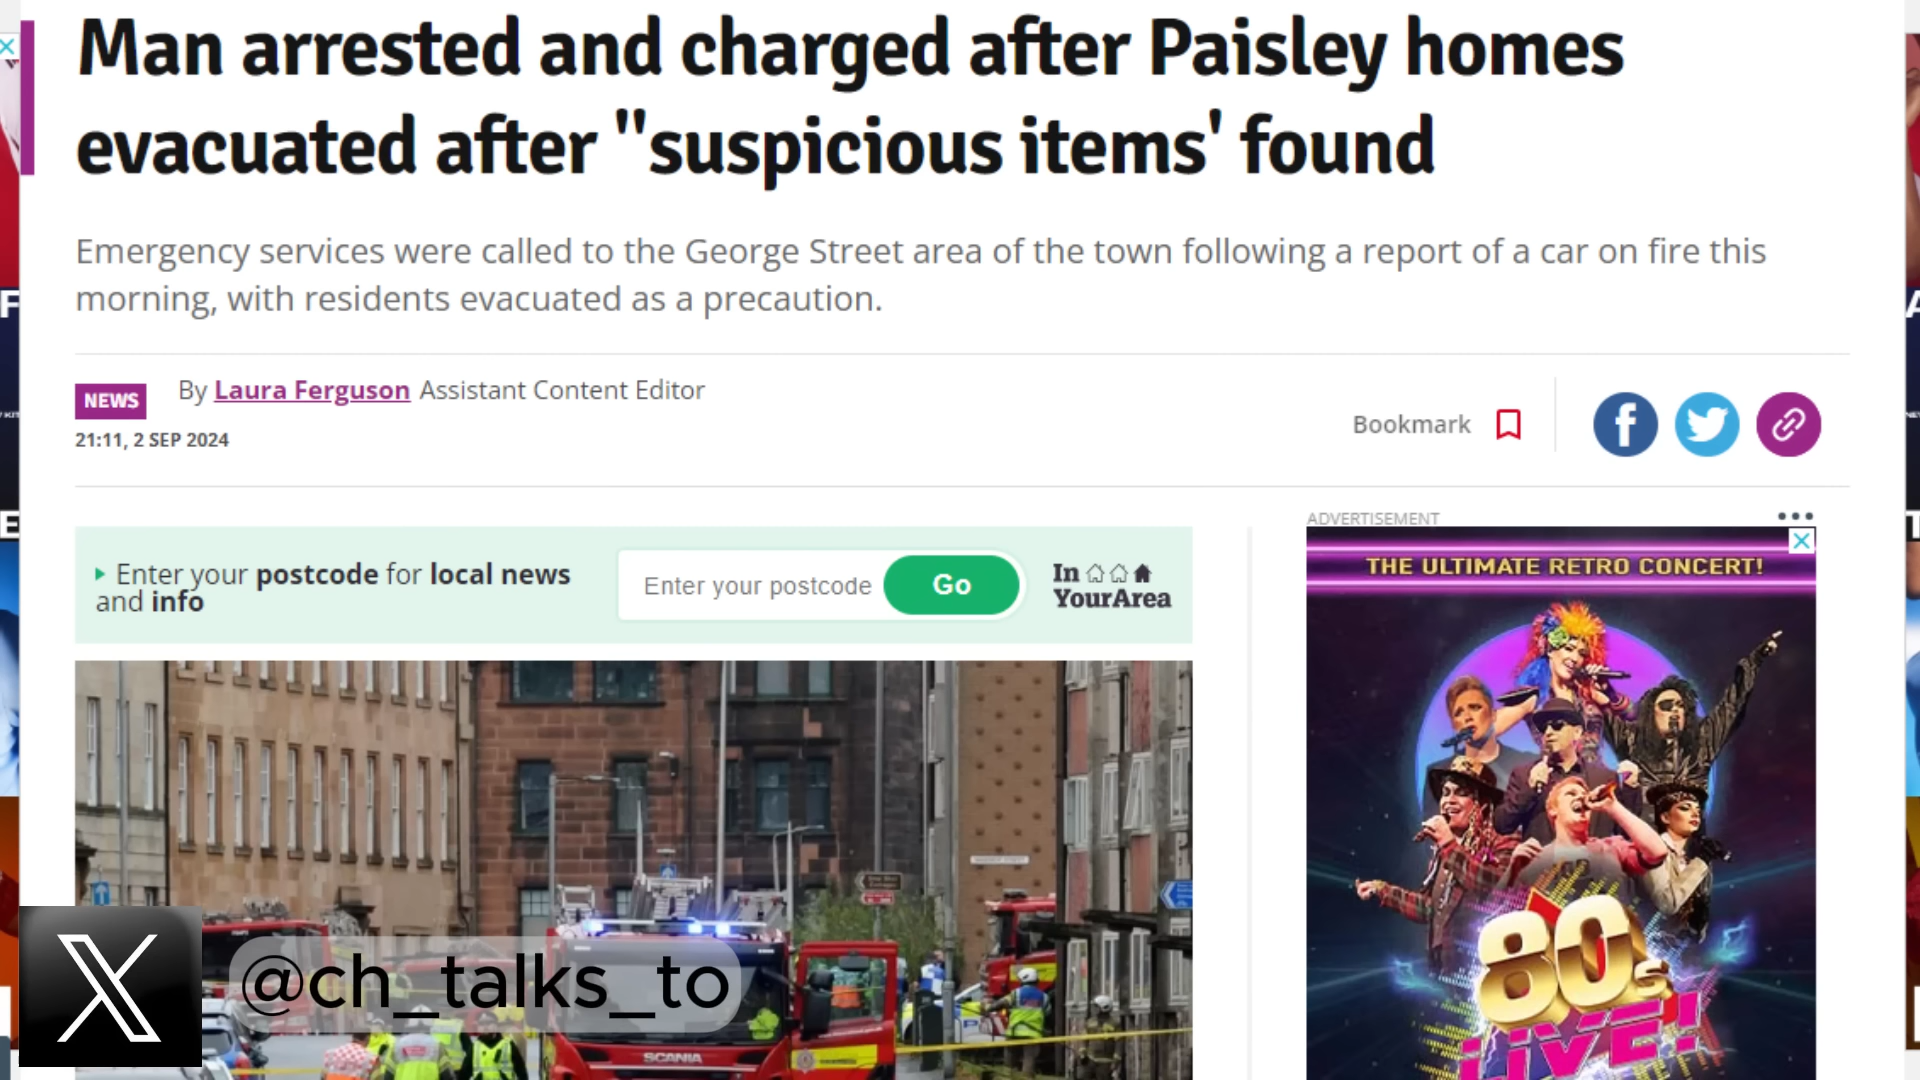 Man arrested and charged after Paisley homes
evacuated after "suspicious items' found
Emergency services were called to the George Street area of the town following a report of a car on fire this
morning, with residents evacuated as a precaution.
NEWS
By Laura Ferguson Assistant Content Editor
21:11, 2 SEP 2024
Bookmark
ADVERTISEMENT
Enter your postcode for local news
and info
Enter your postcode
Go
In
YourArea
THE ULTIMATE RETRO CONCERT!
80s
LIVE!
@ch_talks_to
SCANIA